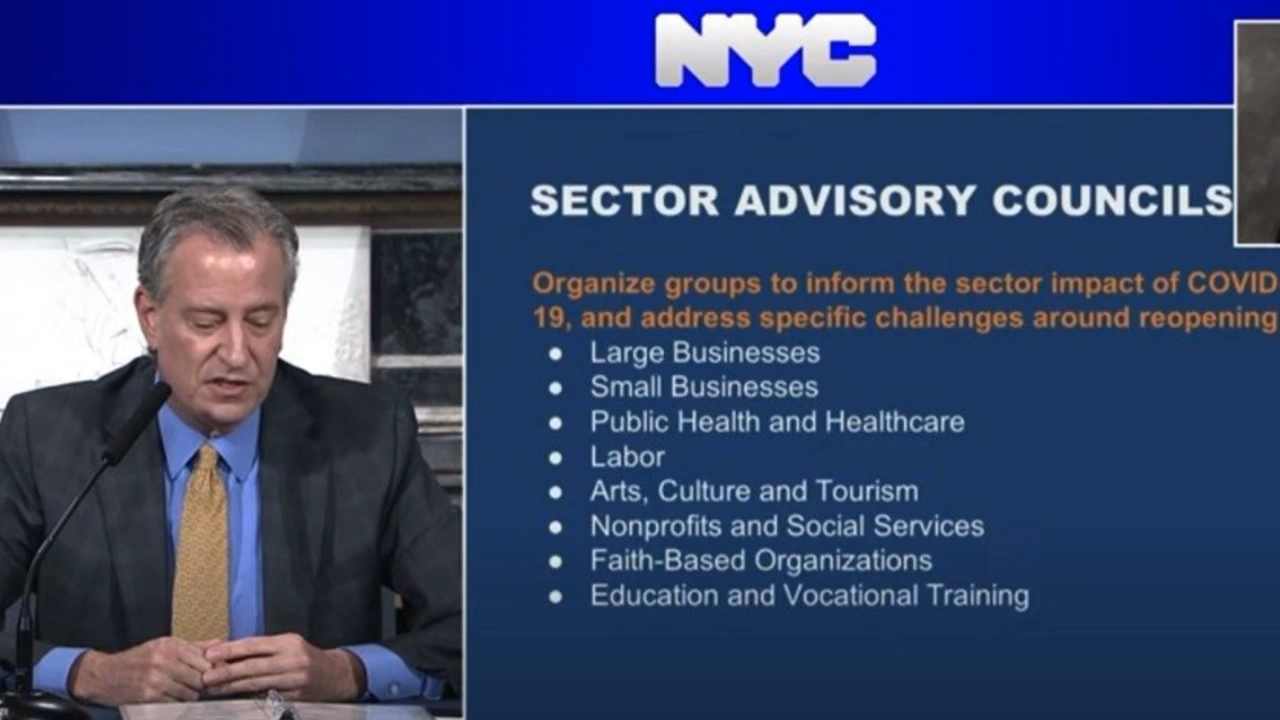 NYC
SECTOR ADVISORY COUNCILS
Organize groups to inform the sector impact of COVID
19, and address specific challenges around reopening
● Large Businesses
● Small Businesses
● Public Health and Healthcare
● Labor
● Arts, Culture and Tourism
● Nonprofits and Social Services
● Faith-Based Organizations
● Education and Vocational Training